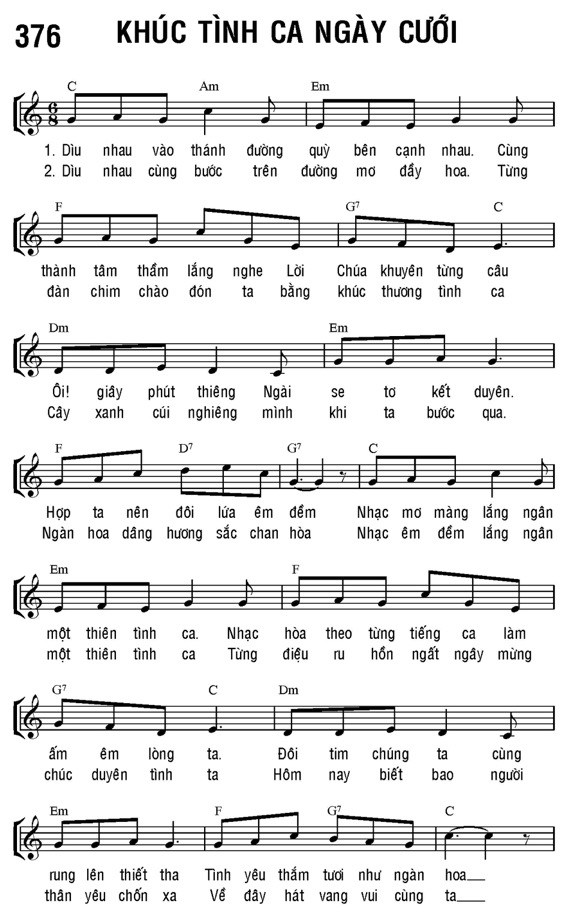 376 KHÚC TÌNH CA NGÀY CƯỚI
C Am Em
6/8
1. Dìu nhau vào thánh đường quỳ bên cạnh nhau. Cùng
2. Dìu nhau cùng bước trên đường mơ đầy hoa. Từng
F G7 C
thành tâm thầm lắng nghe Lời Chúa khuyên từng câu
đàn chim chào đón ta bằng khúc thương tình ca
Dm Em
Ôi! giây phút thiêng Ngài se tơ kết duyên.
Cây xanh cúi nghiêng mình khi ta bước qua.
F D7 G7 C
Hợp ta nên đôi lứa êm đềm Nhạc mơ màng lắng ngân
Ngàn hoa dâng hương sắc chan hòa Nhạc êm đềm lắng ngân
Em F
một thiên tình ca. Nhạc hòa theo từng tiếng ca làm
một thiên tình ca Từng điệu ru hồn ngất ngây mừng
G7 C Dm
ấm êm lòng ta. Đôi tim chúng ta cùng
chúc duyên tình ta Hôm nay biết bao người
Em F G7 C
rung lên thiết tha Tình yêu thắm tươi như ngàn hoa
thân yêu chốn xa Về đây hát vang vui cùng ta